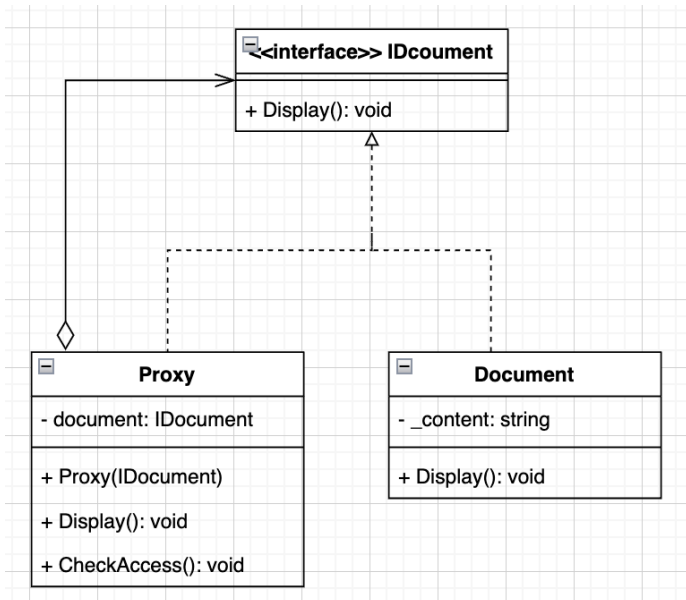 <<interface>> IDcoument
+ Display(): void
Proxy
- document: IDocument
+ Proxy(IDocument)
+ Display(): void
+ CheckAccess(): void
Document
- _content: string
+ Display(): void